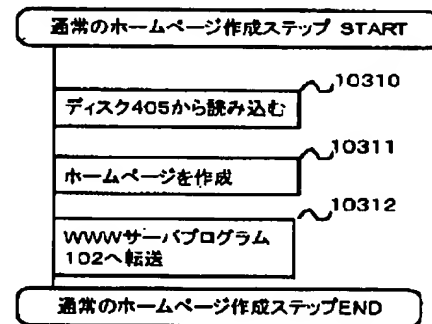 通常のホームページ作成ステップ START
10310
ディスク405から読み込む
10311
ホームページを作成
10312
WWWサーバプログラム
102へ転送
通常のホームページ作成ステップEND